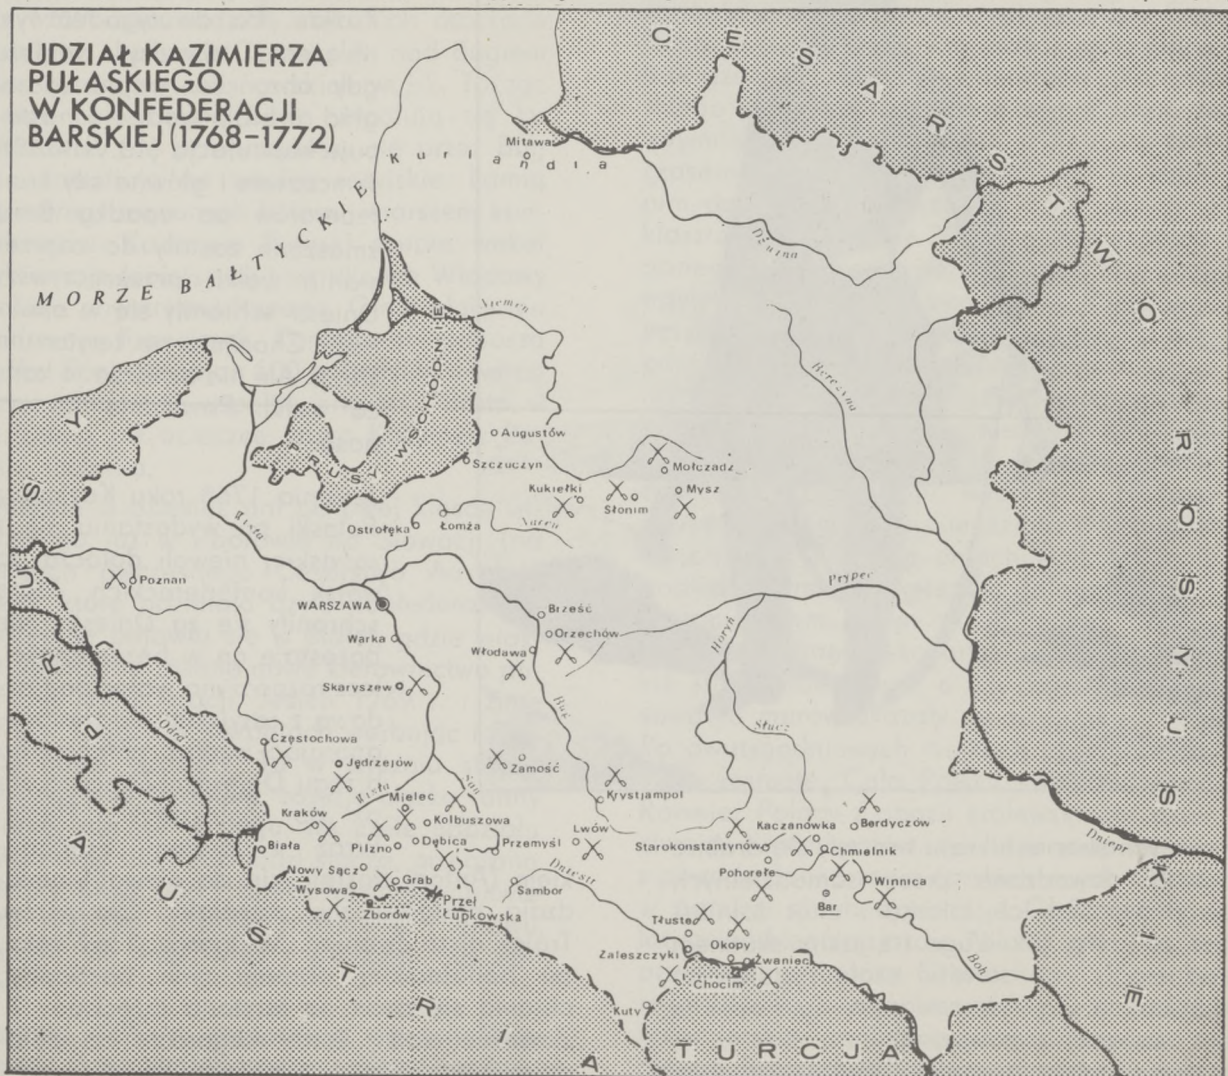 UDZIAŁ KAZIMIERZA
PUŁASKIEGO
W KONFEDERACJI
BARSKIEJ (1768–1772)
CESARSTWO ROSYJSKIE
Mitawa
Kurlandia
MORZE BAŁTYCKIE
Dźwina
Niemen
Berezyna
PRUSY WSCHODNIE
PRUSY
Augustów
Szczuczyn
Mołczadź
Kukiełki
Słonim
Mysz
Ostrołęka
Łomża
Narew
Wisła
Poznan
WARSZAWA
Brześć
Prypeć
Warka
Orzechów
Włodawa
Horyń
Skaryszew
Bug
Słucz
Odra
Częstochowa
Jędrzejów
Zamość
Wisła
San
Mielec
Krystjampol
Kraków
Kolbuszowa
Lwów
Kaczanówka
Berdyczów
Dniepr
Biała
Pilzno
Dębica
Przemyśl
Starokonstantynów
Chmielnik
Nowy Sącz
Grab
Dniestr
Pohorełe
Winnica
Wysowa
Sambor
Bar
Zborów
Przeł
Łupkowska
Tłuste
Okopy
Zaleszczyki
Żwaniec
Boh
Chocim
Kuty
AUSTRIA
TURCJA